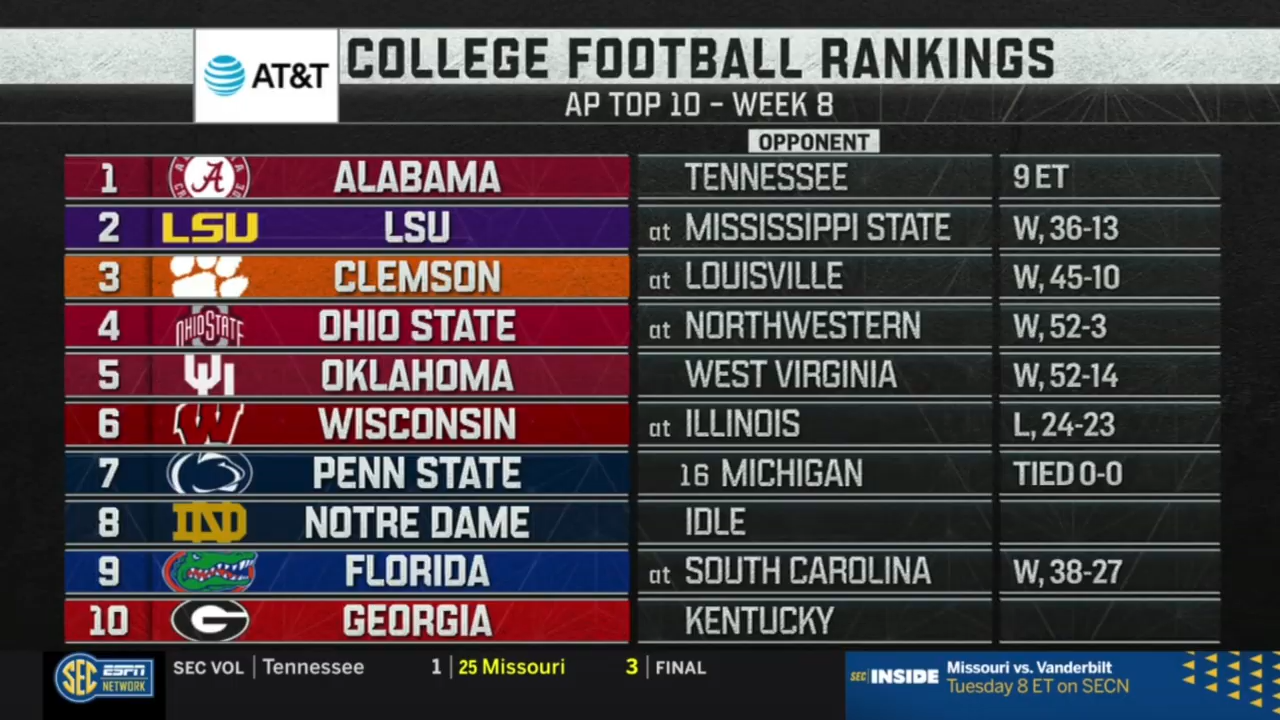 AT&T
COLLEGE FOOTBALL RANKINGS
AP TOP 10 – WEEK 8
OPPONENT
1 A ALABAMA TENNESSEE 9 ET
2 LSU LSU at MISSISSIPPI STATE W, 36-13
3 CLEMSON at LOUISVILLE W, 45-10
4 OHIO STATE OHIO STATE at NORTHWESTERN W, 52-3
5 OKLAHOMA WEST VIRGINIA W, 52-14
6 W WISCONSIN at ILLINOIS L, 24-23
7 PENN STATE 16 MICHIGAN TIED 0-0
8 ND NOTRE DAME IDLE
9 FLORIDA at SOUTH CAROLINA W, 38-27
10 G GEORGIA KENTUCKY
SEC ESPN NETWORK SEC VOL Tennessee 1 25 Missouri 3 FINAL
SEC INSIDE Missouri vs. Vanderbilt
Tuesday 8 ET on SECN